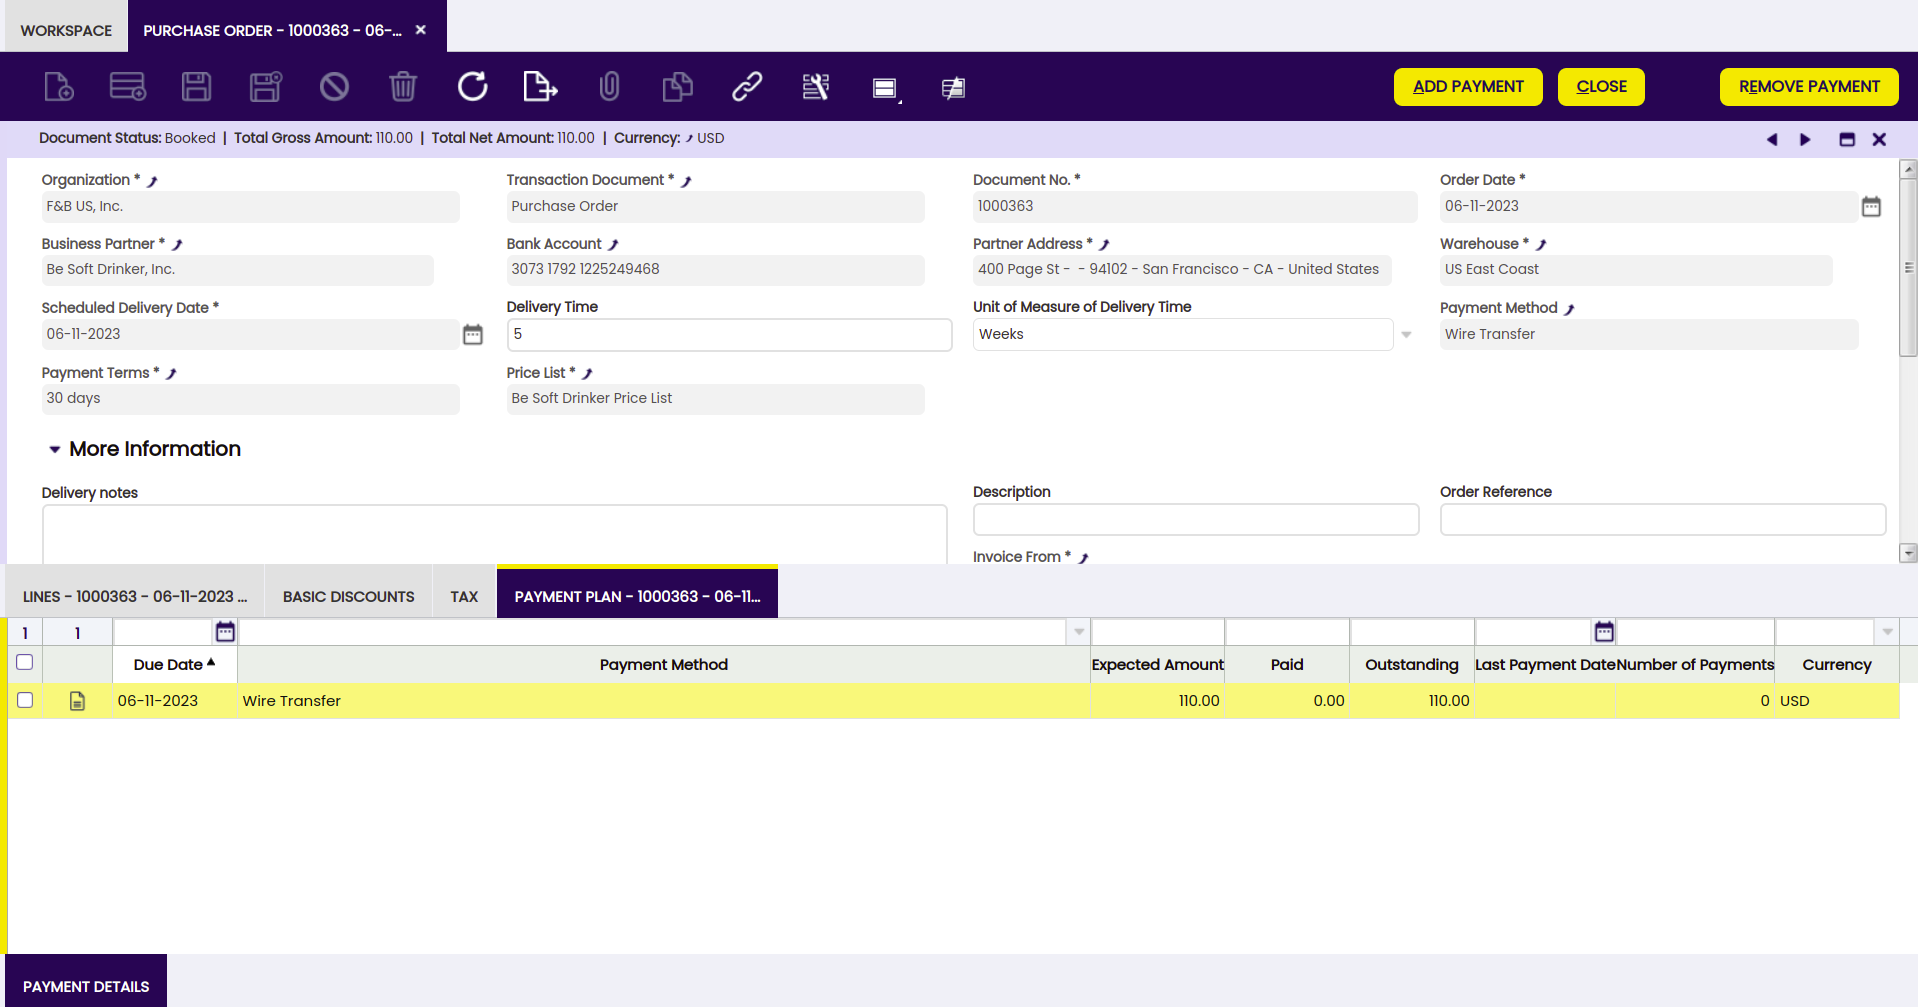 WORKSPACE
PURCHASE ORDER - 1000363 - 06-...
ADD PAYMENT
CLOSE
REMOVE PAYMENT
Document Status: Booked | Total Gross Amount: 110.00 | Total Net Amount: 110.00 | Currency: USD
Organization *
Transaction Document *
Document No. *
Order Date *
F&B US, Inc.
Purchase Order
1000363
06-11-2023
Business Partner *
Bank Account
Partner Address *
Warehouse *
Be Soft Drinker, Inc.
3073 1792 1225249468
400 Page St - - 94102 - San Francisco - CA - United States
US East Coast
Scheduled Delivery Date *
Delivery Time
Unit of Measure of Delivery Time
Payment Method
06-11-2023
5
Weeks
Wire Transfer
Payment Terms *
Price List *
30 days
Be Soft Drinker Price List
More Information
Delivery notes
Description
Order Reference
Invoice From *
LINES - 1000363 - 06-11-2023 ...
BASIC DISCOUNTS
TAX
PAYMENT PLAN - 1000363 - 06-11...
1 1
Due Date Payment Method Expected Amount Paid Outstanding Last Payment Date Number of Payments Currency
06-11-2023 Wire Transfer 110.00 0.00 110.00 0 USD
PAYMENT DETAILS